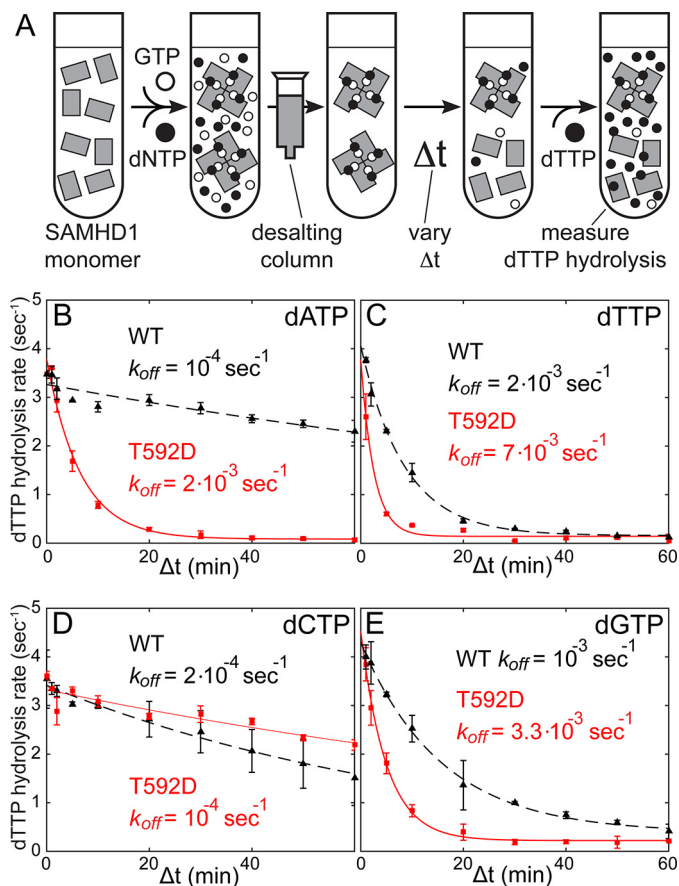 A
GTP
dNTP
Δt
dTTP
SAMHD1
monomer
desalting
column
vary
Δt
measure
dTTP hydrolysis
B
dATP
WT
koff = 10⁻⁴ sec⁻¹
T592D
koff = 2·10⁻³ sec⁻¹
dTTP hydrolysis rate (sec⁻¹)
5
4
3
2
1
0
0 20 40
Δt (min)
C
dTTP
WT
koff = 2·10⁻³ sec⁻¹
T592D
koff = 7·10⁻³ sec⁻¹
0 20 40 60
Δt (min)
D
dCTP
WT
koff = 2·10⁻⁴ sec⁻¹
T592D
koff = 10⁻⁴ sec⁻¹
dTTP hydrolysis rate (sec⁻¹)
5
4
3
2
1
0
0 20 40
Δt (min)
E
dGTP
WT koff = 10⁻³ sec⁻¹
T592D
koff = 3.3·10⁻³ sec⁻¹
0 20 40 60
Δt (min)